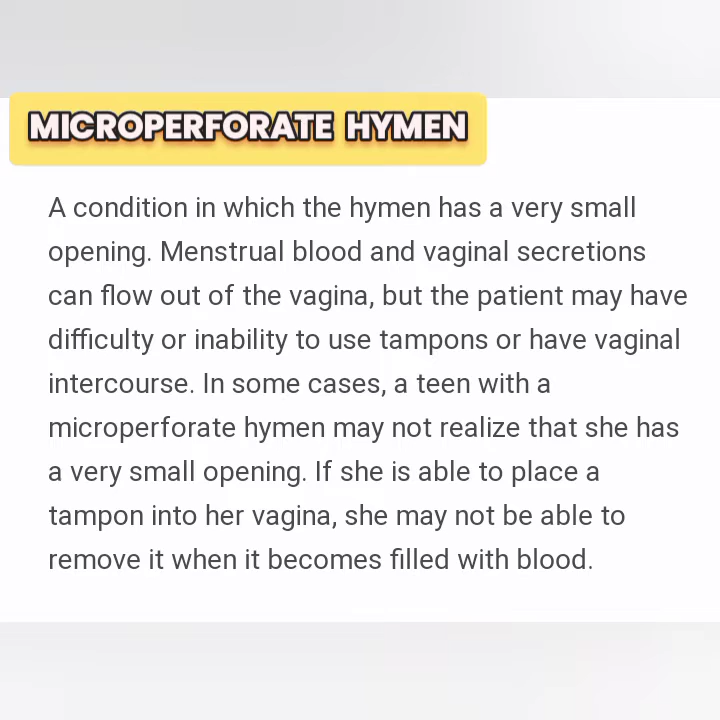 MICROPERFORATE HYMEN
A condition in which the hymen has a very small
opening. Menstrual blood and vaginal secretions
can flow out of the vagina, but the patient may have
difficulty or inability to use tampons or have vaginal
intercourse. In some cases, a teen with a
microperforate hymen may not realize that she has
a very small opening. If she is able to place a
tampon into her vagina, she may not be able to
remove it when it becomes filled with blood.